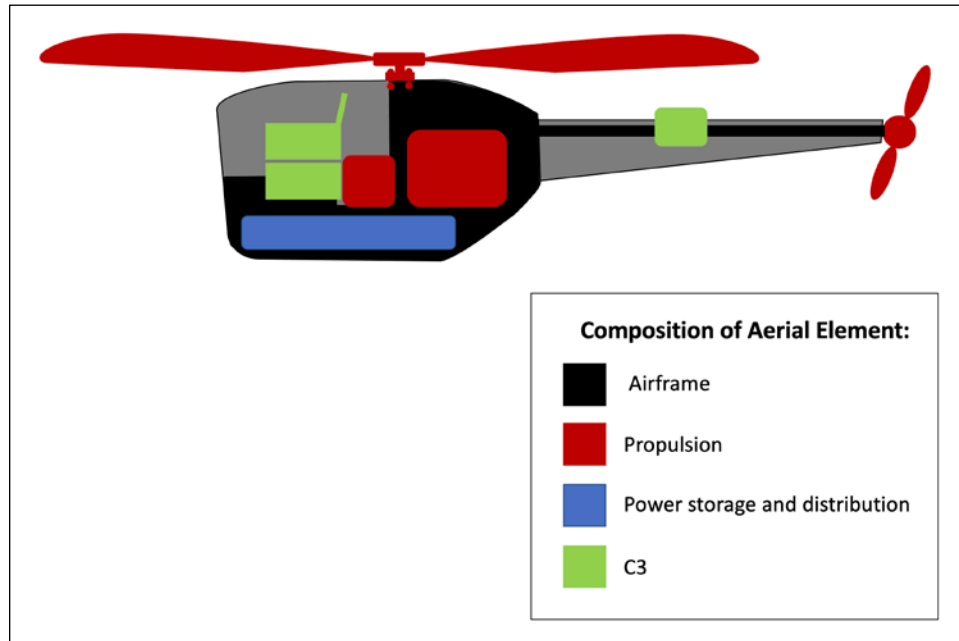 Composition of Aerial Element:
Airframe
Propulsion
Power storage and distribution
C3